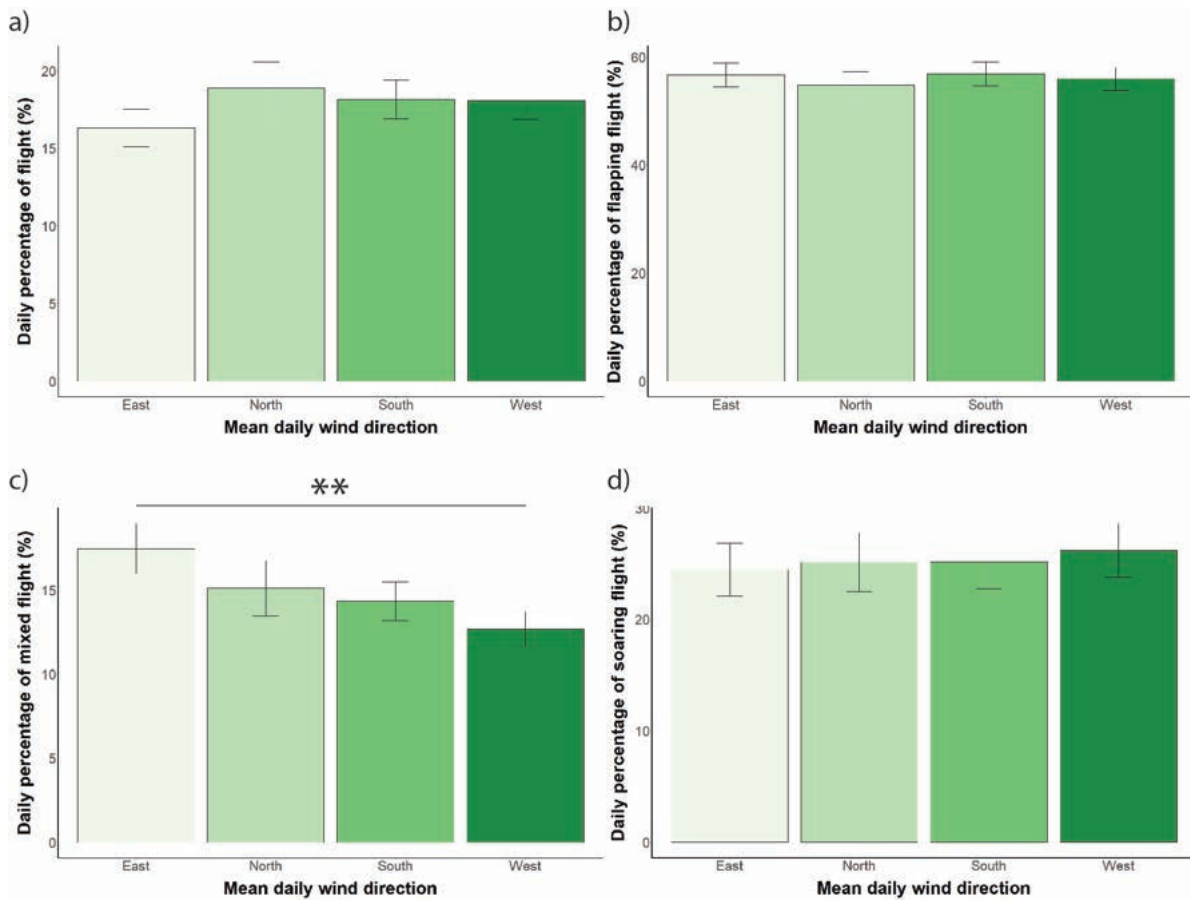 a)
Daily percentage of flight (%)
20
15
10
5
0
East North South West
Mean daily wind direction
b)
Daily percentage of flapping flight (%)
60
40
20
0
East North South West
Mean daily wind direction
c)
**
Daily percentage of mixed flight (%)
15
10
5
0
East North South West
Mean daily wind direction
d)
Daily percentage of soaring flight (%)
30
20
10
0
East North South West
Mean daily wind direction